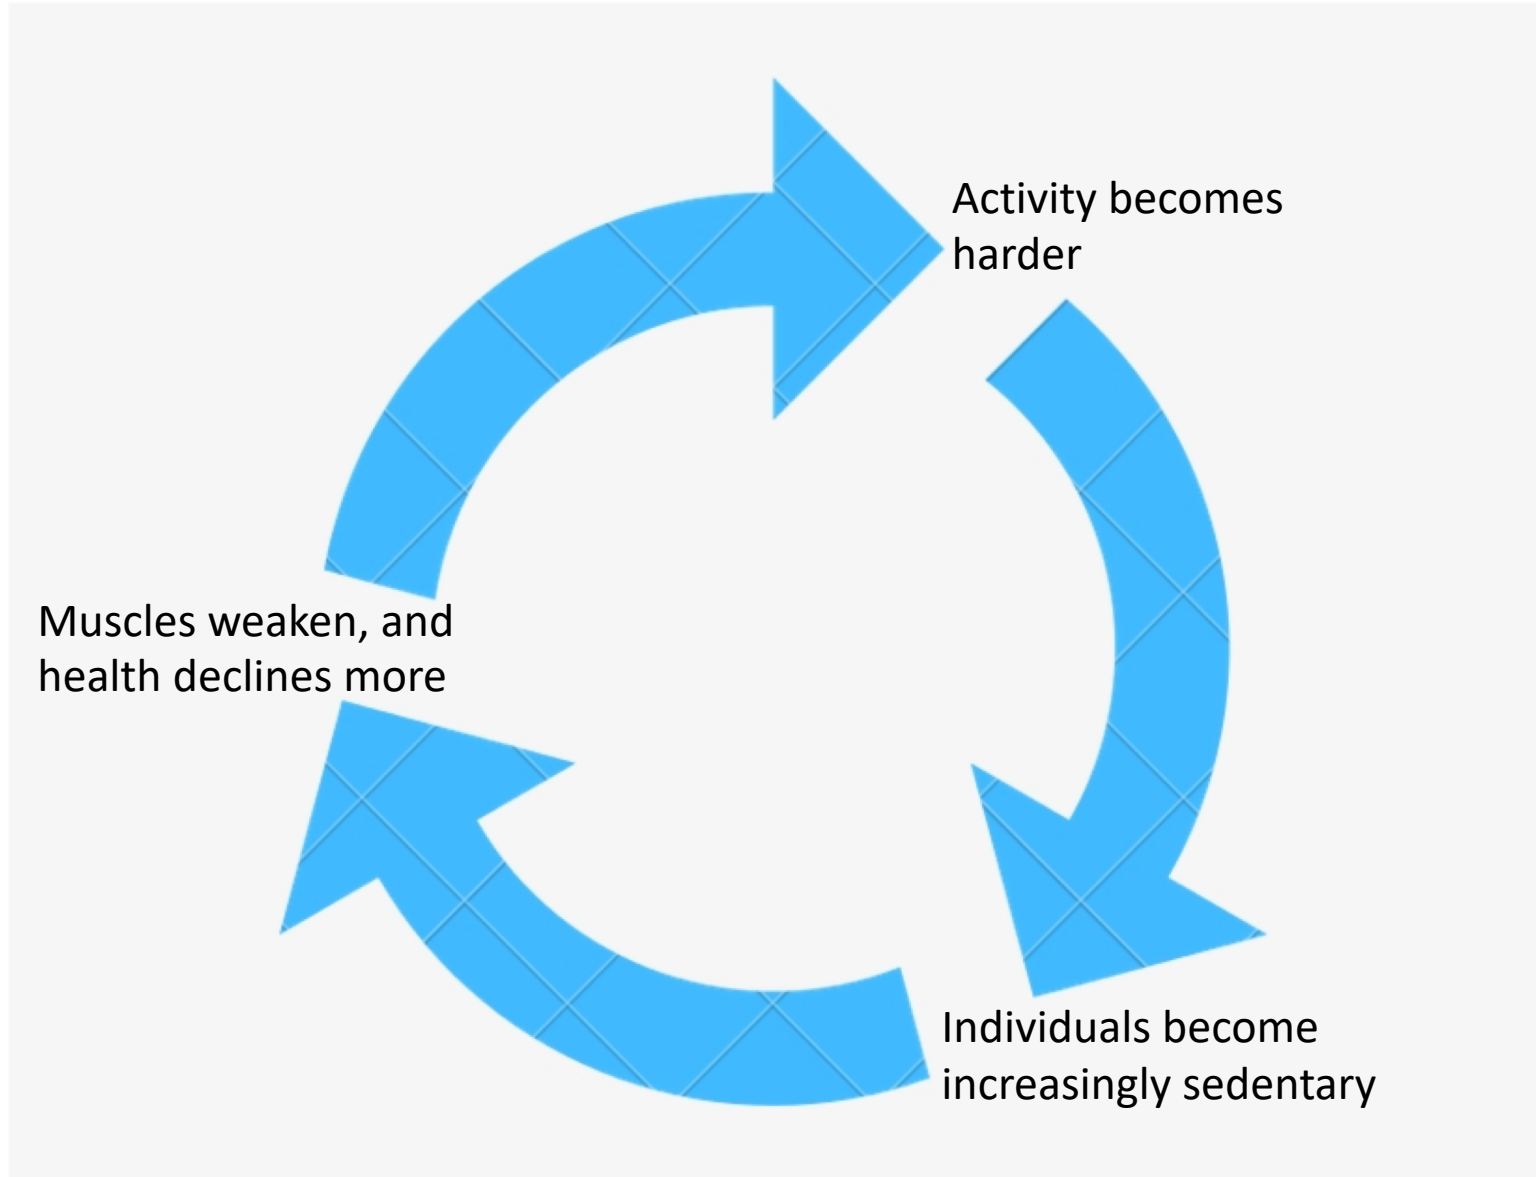 Activity becomes
harder
Muscles weaken, and
health declines more
Individuals become
increasingly sedentary